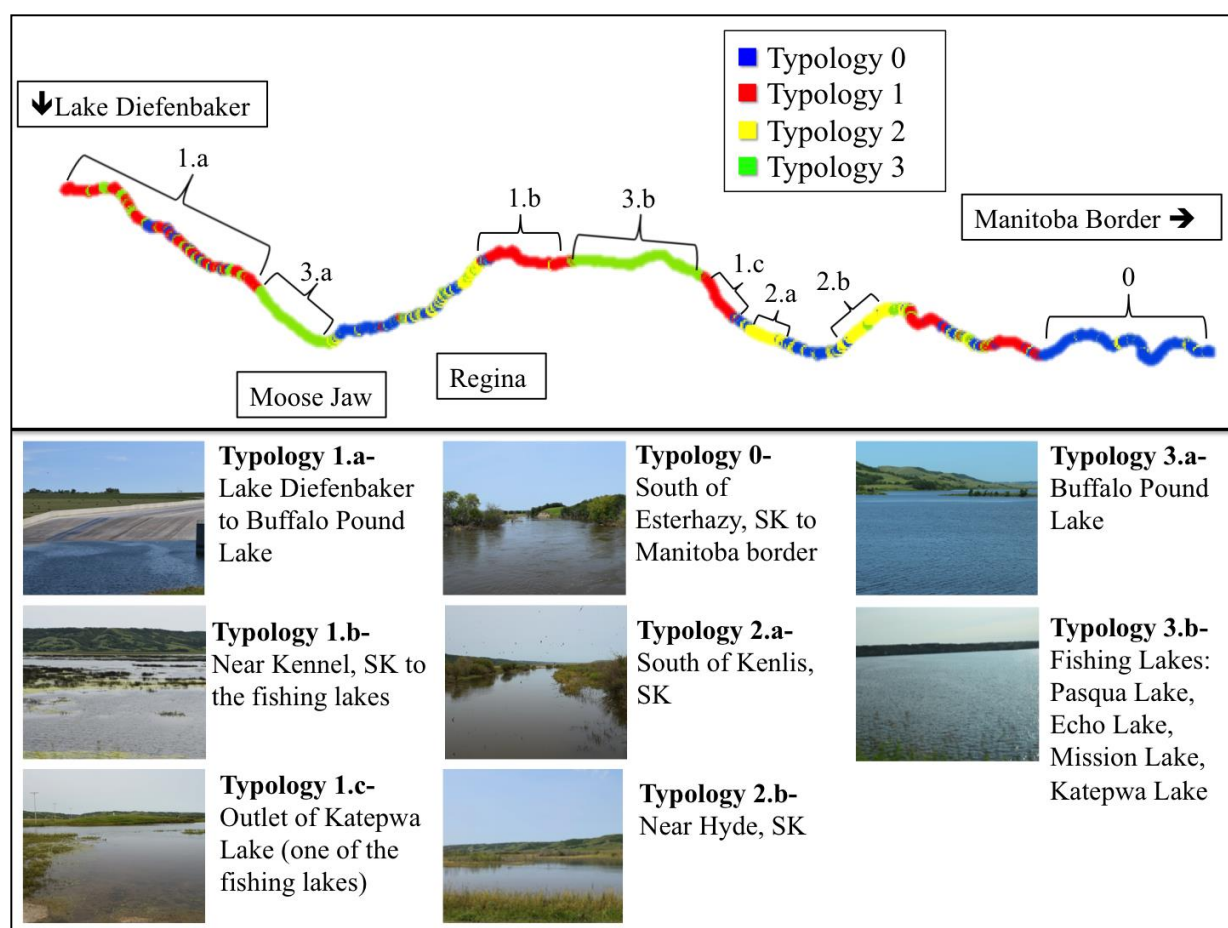 Typology 0
Typology 1
Typology 2
Typology 3
🡫Lake Diefenbaker
1.a
1.b
3.b
Manitoba Border ➔
3.a
1.c
2.a
2.b
0
Regina
Moose Jaw
Typology 1.a-
Lake Diefenbaker
to Buffalo Pound
Lake
Typology 0-
South of
Esterhazy, SK to
Manitoba border
Typology 3.a-
Buffalo Pound
Lake
Typology 1.b-
Near Kennel, SK to
the fishing lakes
Typology 2.a-
South of Kenlis,
SK
Typology 3.b-
Fishing Lakes:
Pasqua Lake,
Echo Lake,
Mission Lake,
Katepwa Lake
Typology 1.c-
Outlet of Katepwa
Lake (one of the
fishing lakes)
Typology 2.b-
Near Hyde, SK